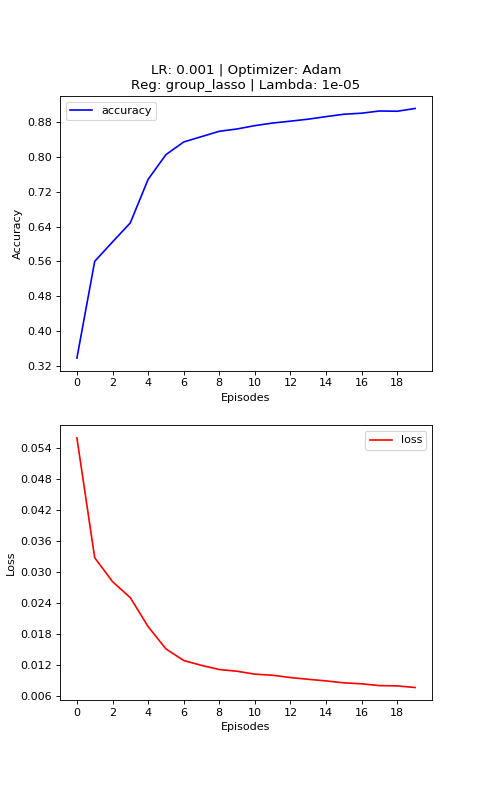 LR: 0.001 | Optimizer: Adam
Reg: group_lasso | Lambda: 1e-05
accuracy
0.88
0.80
0.72
0.64
0.56
0.48
0.40
0.32
Accuracy
0 2 4 6 8 10 12 14 16 18
Episodes
loss
0.054
0.048
0.042
0.036
0.030
0.024
0.018
0.012
0.006
Loss
0 2 4 6 8 10 12 14 16 18
Episodes